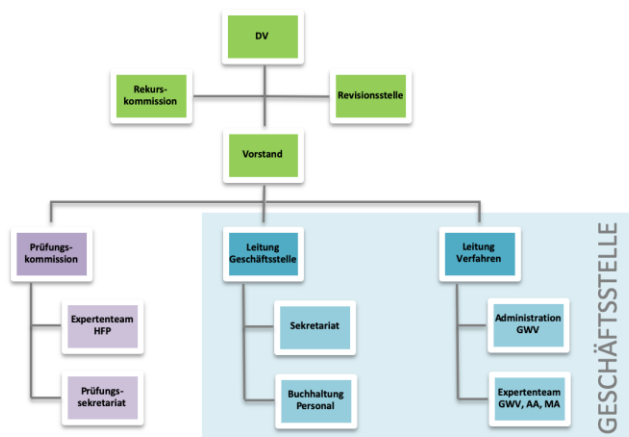 DV
Rekurs-
kommission
Revisionsstelle
Vorstand
Prüfungs-
kommission
Leitung
Geschäftsstelle
Leitung
Verfahren
Expertenteam
HFP
Sekretariat
Administration
GWV
Prüfungs-
sekretariat
Buchhaltung
Personal
Expertenteam
GWV, AA, MA
GESCHÄFTSSTELLE